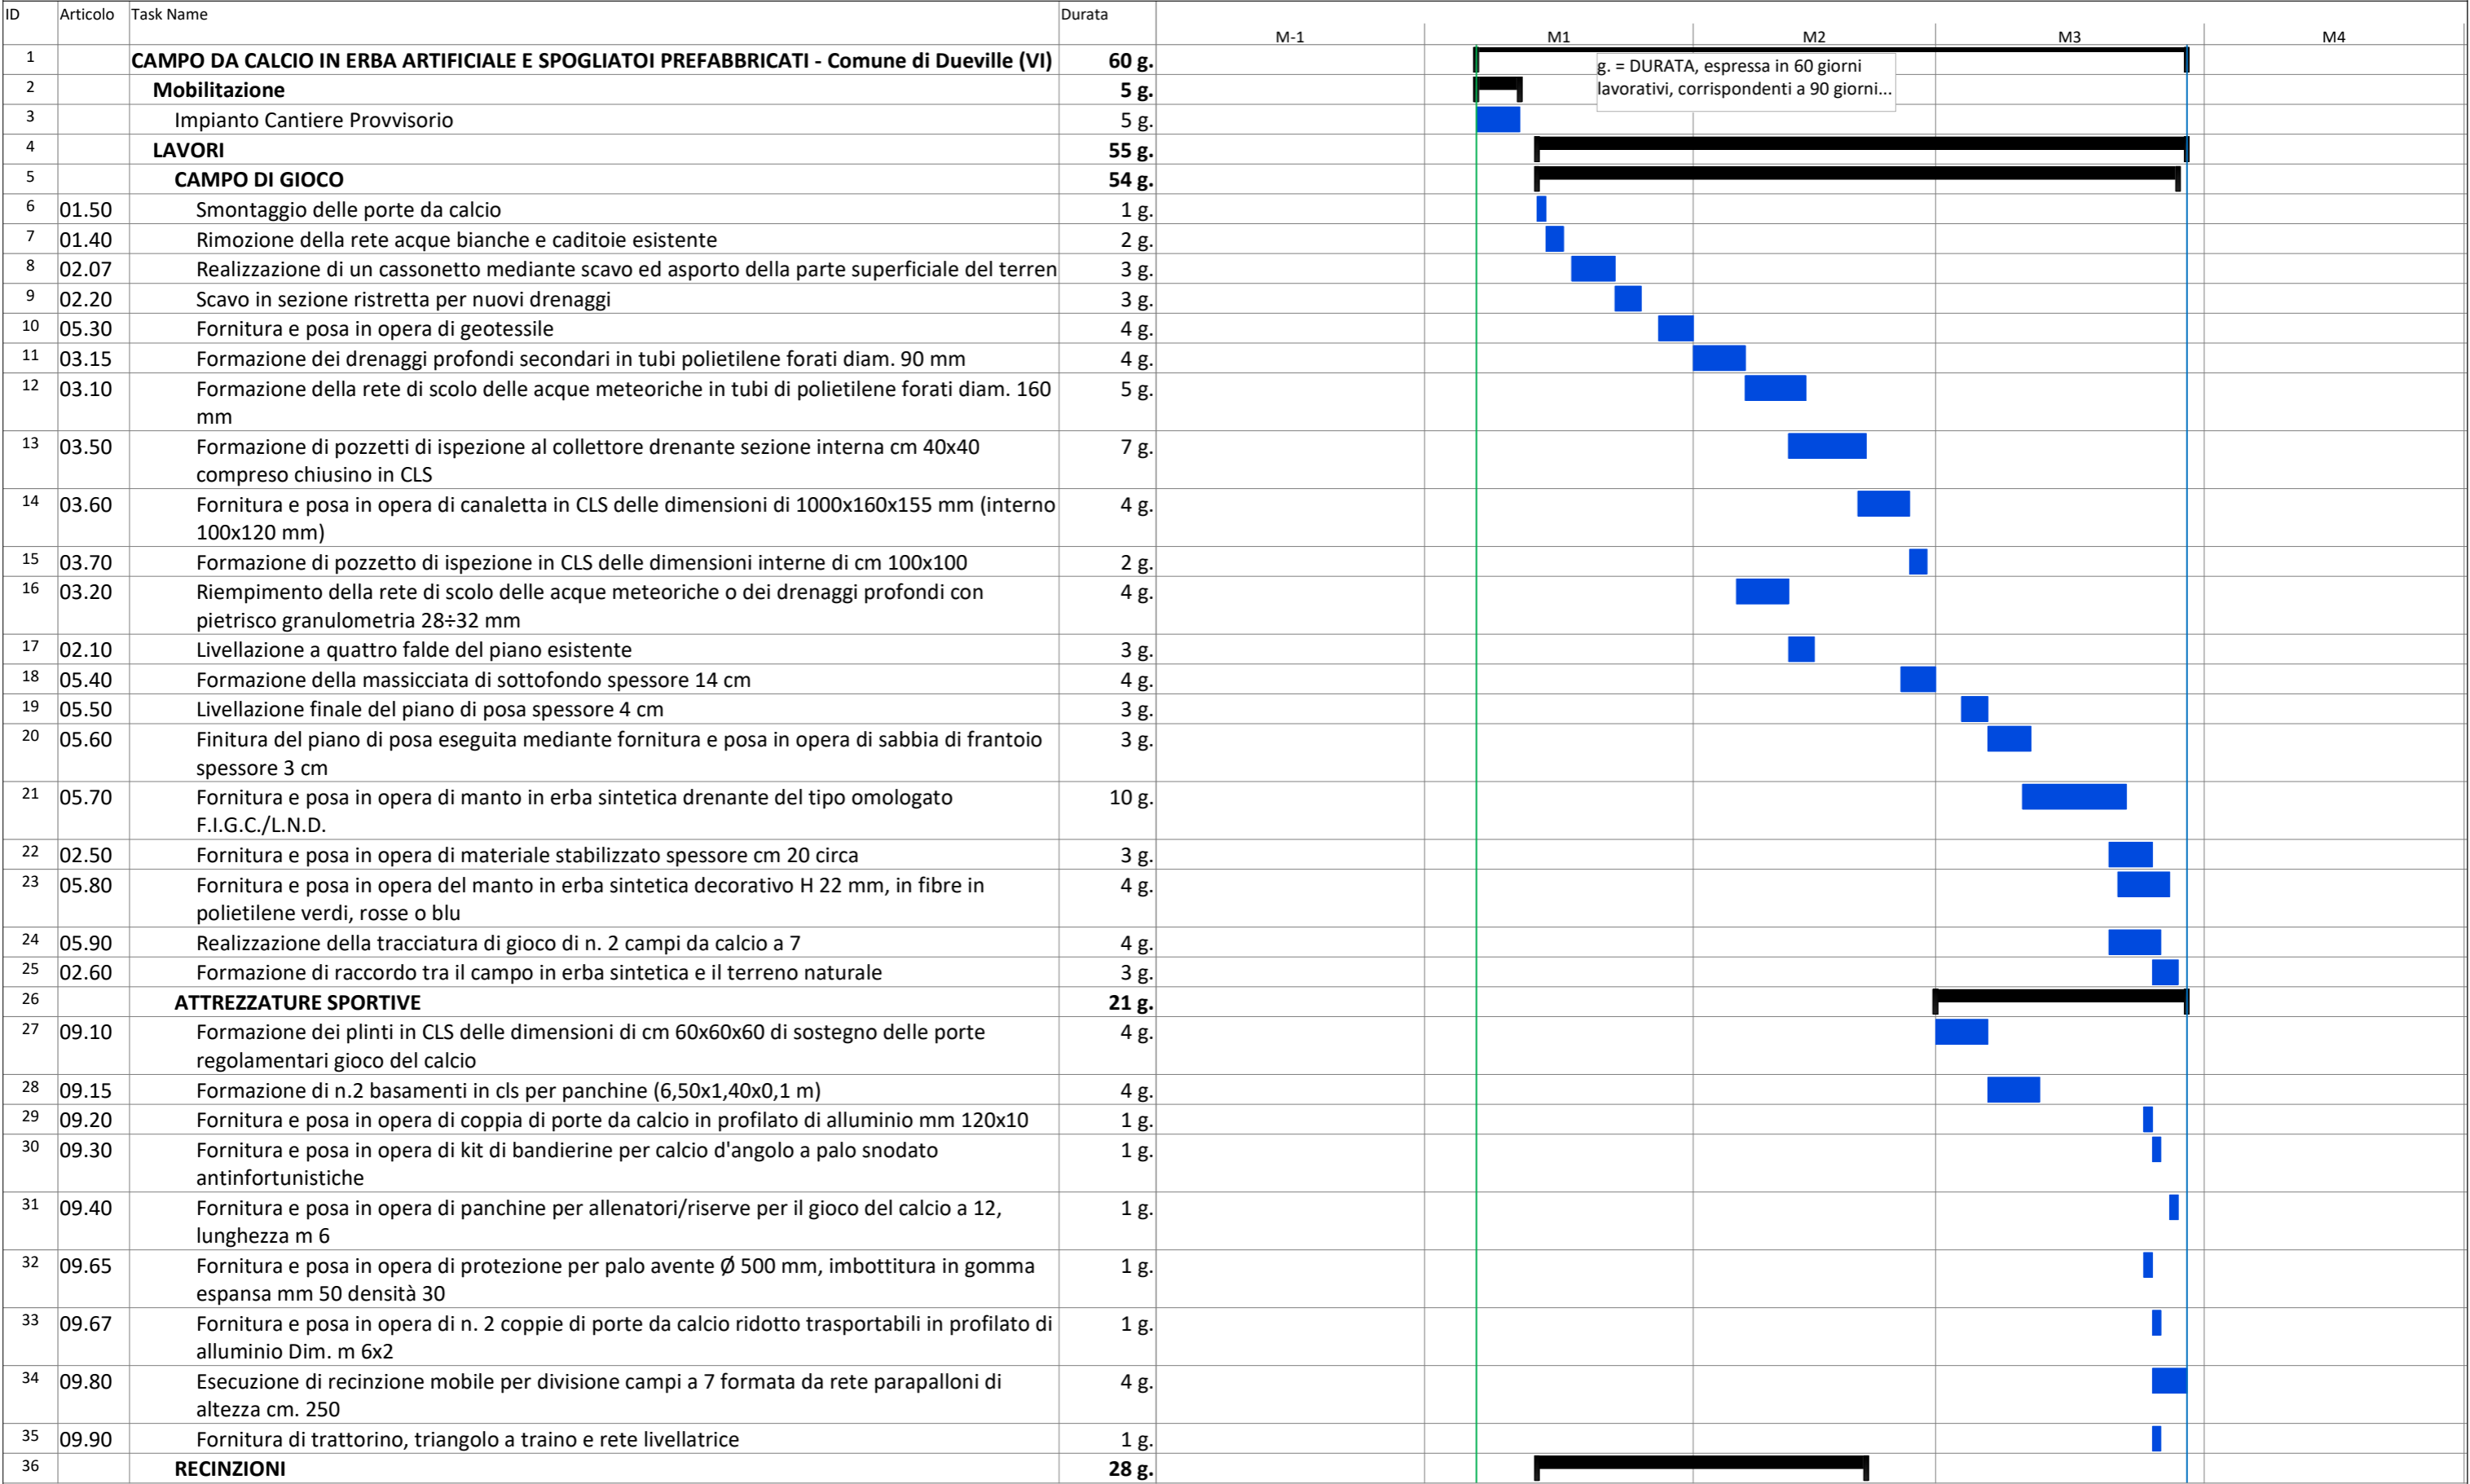 ID Articolo Task Name Durata
M-1 M1 M2 M3 M4
1 CAMPO DA CALCIO IN ERBA ARTIFICIALE E SPOGLIATOI PREFABBRICATI - Comune di Dueville (VI) 60 g.
g. = DURATA, espressa in 60 giorni
lavorativi, corrispondenti a 90 giorni...
2 Mobilitazione 5 g.
3 Impianto Cantiere Provvisorio 5 g.
4 LAVORI 55 g.
5 CAMPO DI GIOCO 54 g.
6 01.50 Smontaggio delle porte da calcio 1 g.
7 01.40 Rimozione della rete acque bianche e caditoie esistente 2 g.
8 02.07 Realizzazione di un cassonetto mediante scavo ed asporto della parte superficiale del terren 3 g.
9 02.20 Scavo in sezione ristretta per nuovi drenaggi 3 g.
10 05.30 Fornitura e posa in opera di geotessile 4 g.
11 03.15 Formazione dei drenaggi profondi secondari in tubi polietilene forati diam. 90 mm 4 g.
12 03.10 Formazione della rete di scolo delle acque meteoriche in tubi di polietilene forati diam. 160 5 g.
mm
13 03.50 Formazione di pozzetti di ispezione al collettore drenante sezione interna cm 40x40 7 g.
compreso chiusino in CLS
14 03.60 Fornitura e posa in opera di canaletta in CLS delle dimensioni di 1000x160x155 mm (interno 4 g.
100x120 mm)
15 03.70 Formazione di pozzetto di ispezione in CLS delle dimensioni interne di cm 100x100 2 g.
16 03.20 Riempimento della rete di scolo delle acque meteoriche o dei drenaggi profondi con 4 g.
pietrisco granulometria 28÷32 mm
17 02.10 Livellazione a quattro falde del piano esistente 3 g.
18 05.40 Formazione della massicciata di sottofondo spessore 14 cm 4 g.
19 05.50 Livellazione finale del piano di posa spessore 4 cm 3 g.
20 05.60 Finitura del piano di posa eseguita mediante fornitura e posa in opera di sabbia di frantoio 3 g.
spessore 3 cm
21 05.70 Fornitura e posa in opera di manto in erba sintetica drenante del tipo omologato 10 g.
F.I.G.C./L.N.D.
22 02.50 Fornitura e posa in opera di materiale stabilizzato spessore cm 20 circa 3 g.
23 05.80 Fornitura e posa in opera del manto in erba sintetica decorativo H 22 mm, in fibre in 4 g.
polietilene verdi, rosse o blu
24 05.90 Realizzazione della tracciatura di gioco di n. 2 campi da calcio a 7 4 g.
25 02.60 Formazione di raccordo tra il campo in erba sintetica e il terreno naturale 3 g.
26 ATTREZZATURE SPORTIVE 21 g.
27 09.10 Formazione dei plinti in CLS delle dimensioni di cm 60x60x60 di sostegno delle porte 4 g.
regolamentari gioco del calcio
28 09.15 Formazione di n.2 basamenti in cls per panchine (6,50x1,40x0,1 m) 4 g.
29 09.20 Fornitura e posa in opera di coppia di porte da calcio in profilato di alluminio mm 120x10 1 g.
30 09.30 Fornitura e posa in opera di kit di bandierine per calcio d'angolo a palo snodato 1 g.
antinfortunistiche
31 09.40 Fornitura e posa in opera di panchine per allenatori/riserve per il gioco del calcio a 12, 1 g.
lunghezza m 6
32 09.65 Fornitura e posa in opera di protezione per palo avente Ø 500 mm, imbottitura in gomma 1 g.
espansa mm 50 densità 30
33 09.67 Fornitura e posa in opera di n. 2 coppie di porte da calcio ridotto trasportabili in profilato di 1 g.
alluminio Dim. m 6x2
34 09.80 Esecuzione di recinzione mobile per divisione campi a 7 formata da rete parapalloni di 4 g.
altezza cm. 250
35 09.90 Fornitura di trattorino, triangolo a traino e rete livellatrice 1 g.
36 RECINZIONI 28 g.